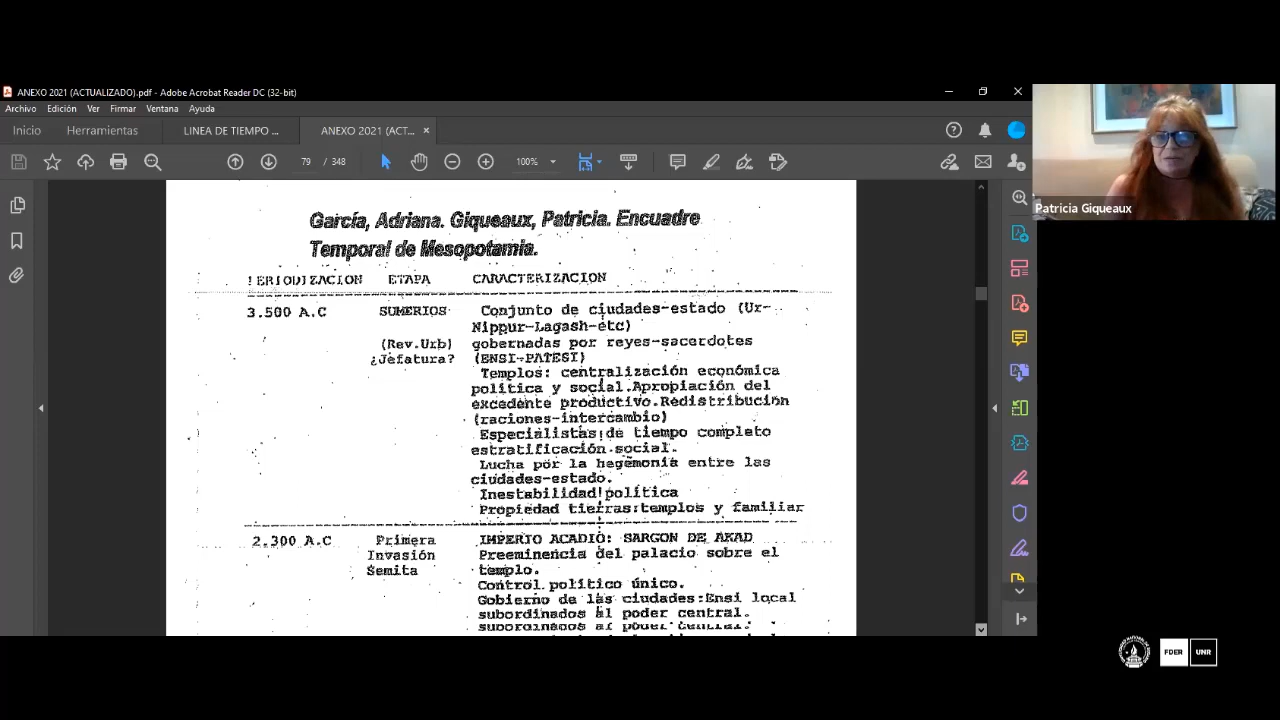 ANEXO 2021 (ACTUALIZADO).pdf - Adobe Acrobat Reader DC (32-bit)
Archivo Edición Ver Firmar Ventana Ayuda
Inicio Herramientas LINEA DE TIEMPO ... ANEXO 2021 (ACT... ×
79 / 348 100%
García, Adriana. Giqueaux, Patricia. Encuadre
Temporal de Mesopotamia.
!ERIODIZACION ETAPA CARACTERIZACION
3.500 A.C SUMERIOS Conjunto de ciudades-estado (Ur-
Nippur-Lagash-etc)
(Rev.Urb) gobernadas por reyes-sacerdotes
¿Jefatura? (ENSI-PATESI)
Templos: centralización económica
política y social.Apropiación del
excedente productivo.Redistribución
(raciones-intercambio)
Especialistas de tiempo completo
estratificación social.
Lucha por la hegemonía entre las
ciudades-estado.
Inestabilidad política
Propiedad tierras:templos y familiar
2.300 A.C Primera IMPERIO ACADIO: SARGON DE AKAD
Invasión Preeminencia del palacio sobre el
Semita templo.
Control político único.
Gobierno de las ciudades:Ensi local
subordinados al poder central.
subordinados al poder central.
Patricia Giqueaux
FDER UNR